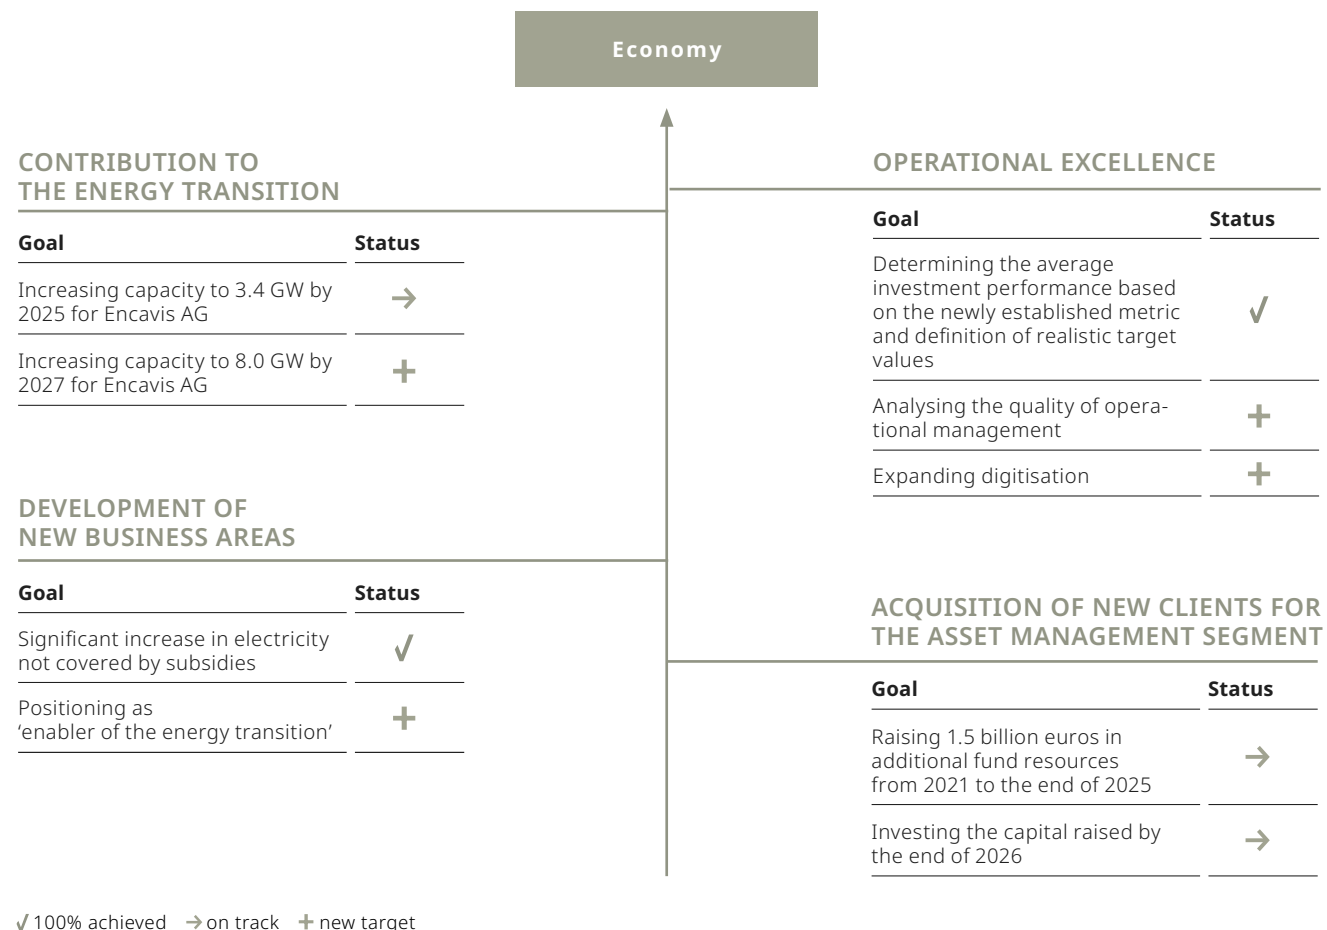 Economy
CONTRIBUTION TO
THE ENERGY TRANSITION
Goal Status
Increasing capacity to 3.4 GW by
2025 for Encavis AG →
Increasing capacity to 8.0 GW by
2027 for Encavis AG +
DEVELOPMENT OF
NEW BUSINESS AREAS
Goal Status
Significant increase in electricity
not covered by subsidies √
Positioning as
‘enabler of the energy transition’ +
OPERATIONAL EXCELLENCE
Goal Status
Determining the average
investment performance based
on the newly established metric
and definition of realistic target
values √
Analysing the quality of opera-
tional management +
Expanding digitisation +
ACQUISITION OF NEW CLIENTS FOR
THE ASSET MANAGEMENT SEGMENT
Goal Status
Raising 1.5 billion euros in
additional fund resources
from 2021 to the end of 2025 →
Investing the capital raised by
the end of 2026 →
√ 100% achieved → on track + new target